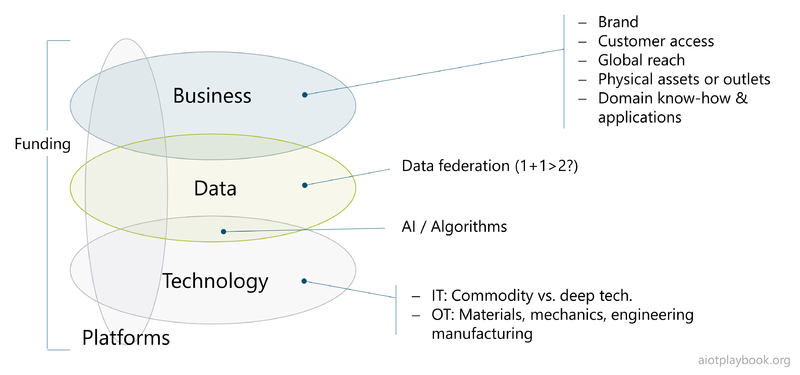 Business
Data
Technology
Platforms
Funding
– Brand
– Customer access
– Global reach
– Physical assets or outlets
– Domain know-how &
applications
Data federation (1+1>2?)
AI / Algorithms
– IT: Commodity vs. deep tech.
– OT: Materials, mechanics, engineering
manufacturing
aiotplaybook.org